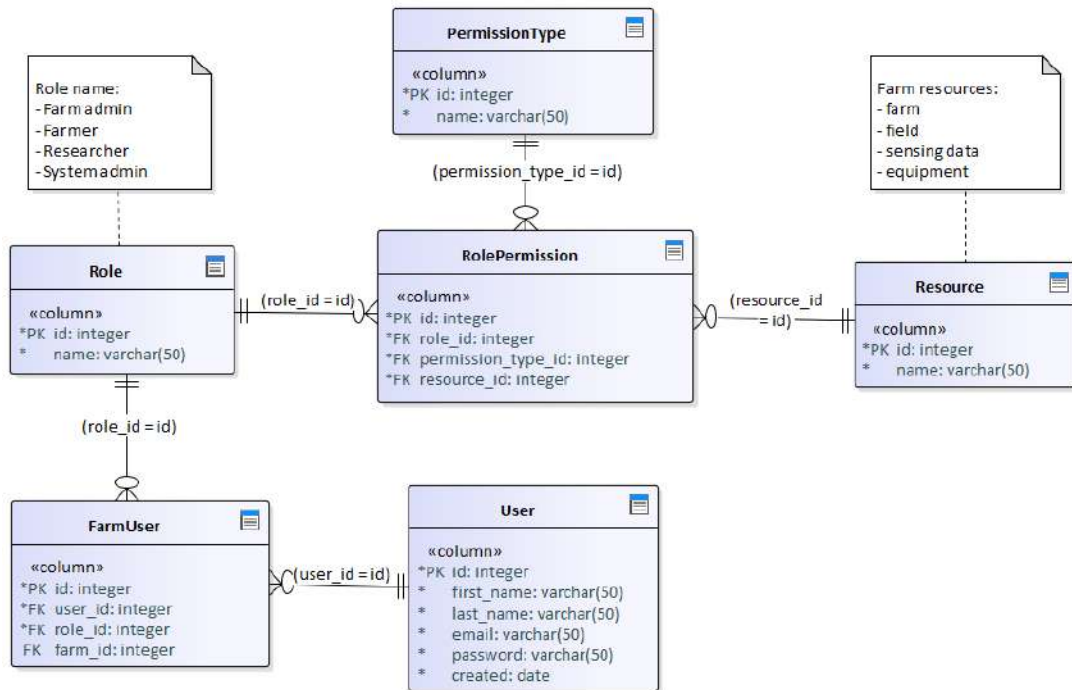 PermissionType
«column»
*PK id: integer
* name: varchar(50)
Role name:
- Farm admin
- Farmer
- Researcher
- System admin
Farm resources:
- farm
- field
- sensing data
- equipment
(permission_type_id = id)
Role
«column»
*PK id: integer
* name: varchar(50)
(role_id = id)
RolePermission
«column»
*PK id: integer
*FK role_id: integer
*FK permission_type_id: integer
*FK resource_id: integer
(resource_id
= id)
Resource
«column»
*PK id: integer
* name: varchar(50)
(role_id = id)
FarmUser
«column»
*PK id: integer
*FK user_id: integer
*FK role_id: integer
FK farm_id: integer
(user_id = id)
User
«column»
*PK id: integer
* first_name: varchar(50)
* last_name: varchar(50)
* email: varchar(50)
* password: varchar(50)
* created: date